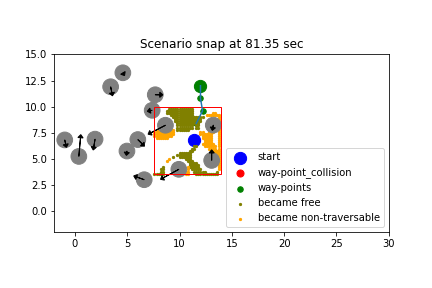 Scenario snap at 81.35 sec
15.0
12.5
10.0
7.5
5.0
2.5
0.0
start
way-point_collision
way-points
became free
became non-traversable
0
5
10
15
20
25
30